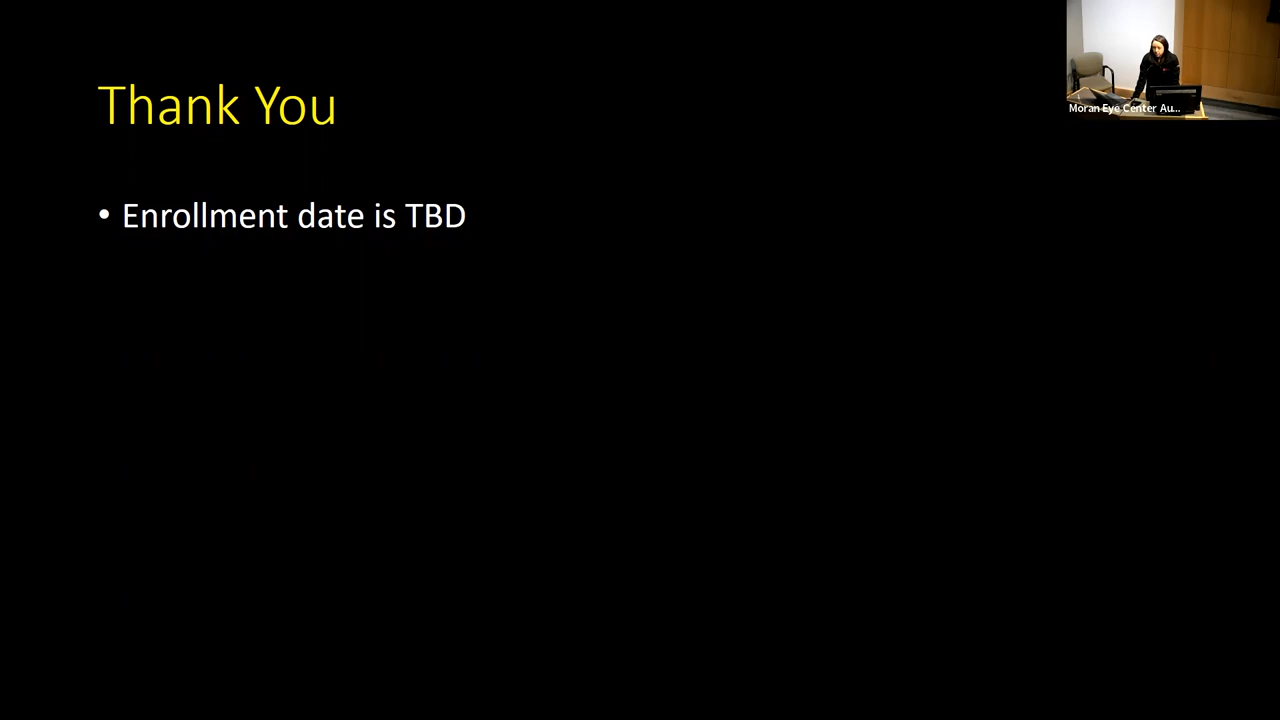 Thank You
• Enrollment date is TBD
Moran Eye Center Au...